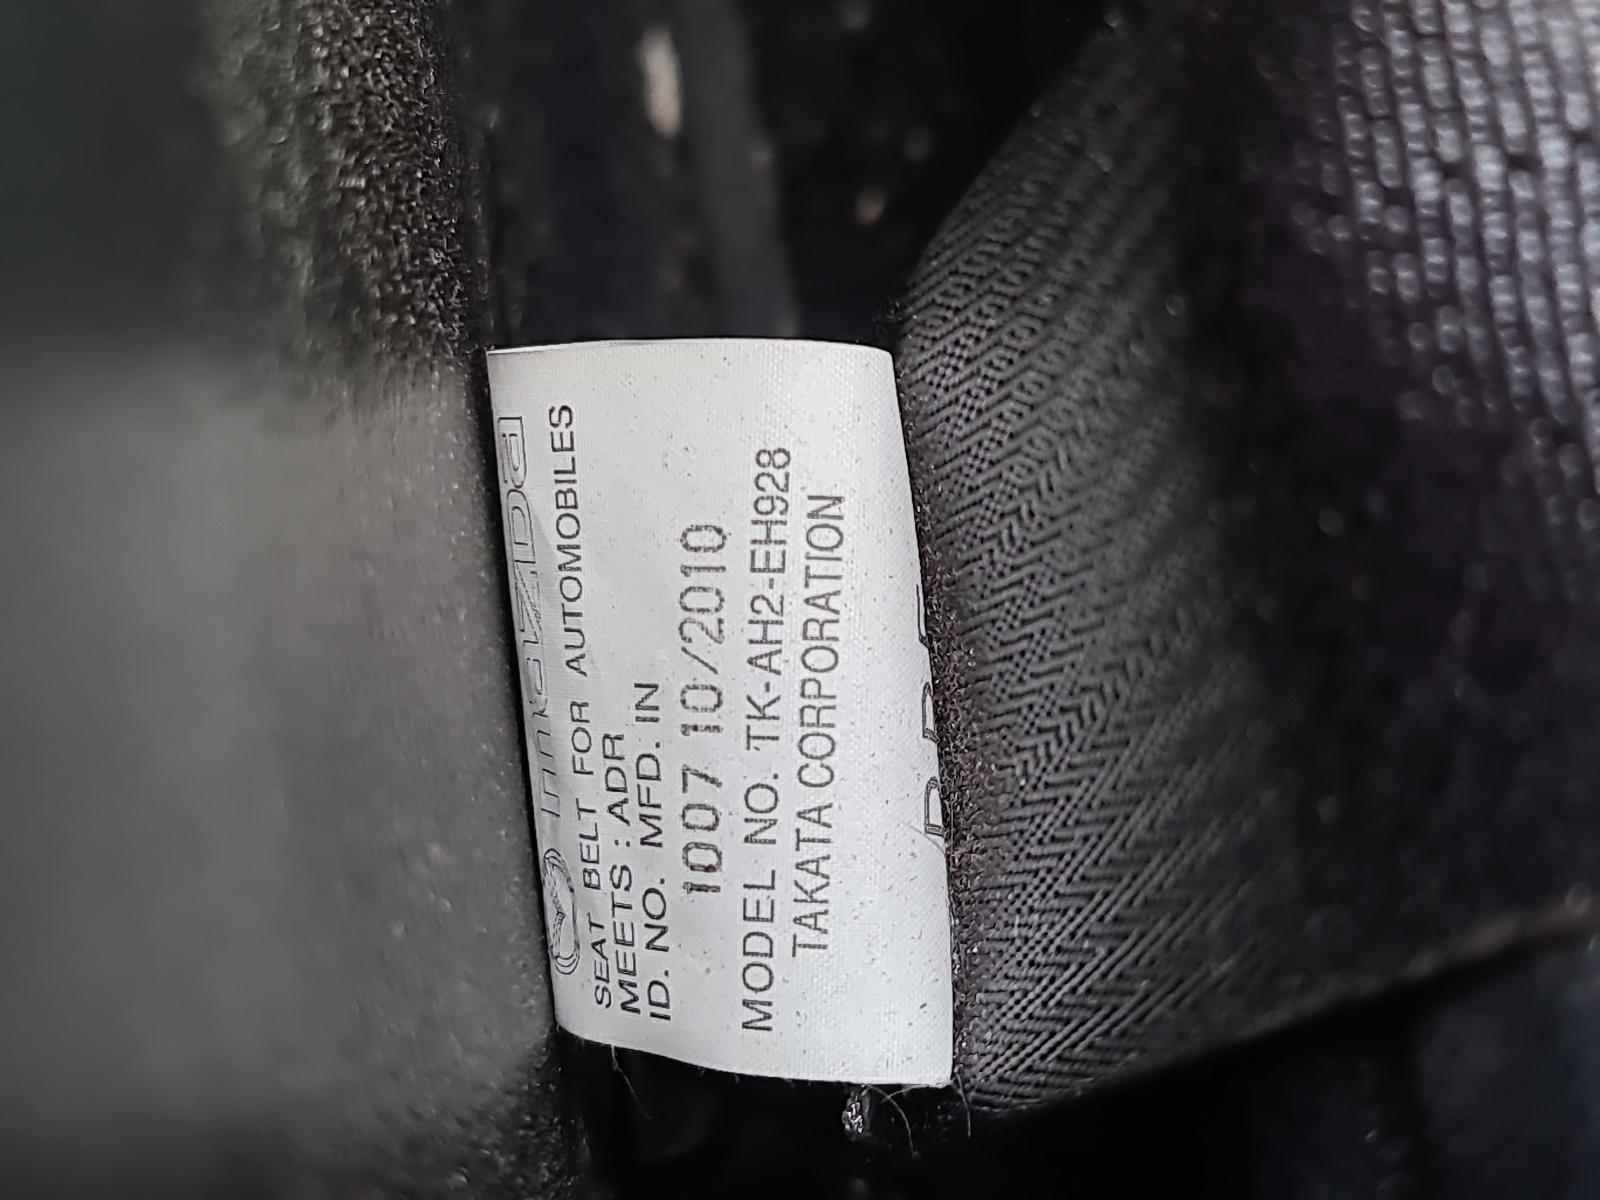 mazda
SEAT BELT FOR AUTOMOBILES
MEETS : ADR
ID. NO. MFD. IN
1007 10/2010
MODEL NO. TK-AH2-EH928
TAKATA CORPORATION